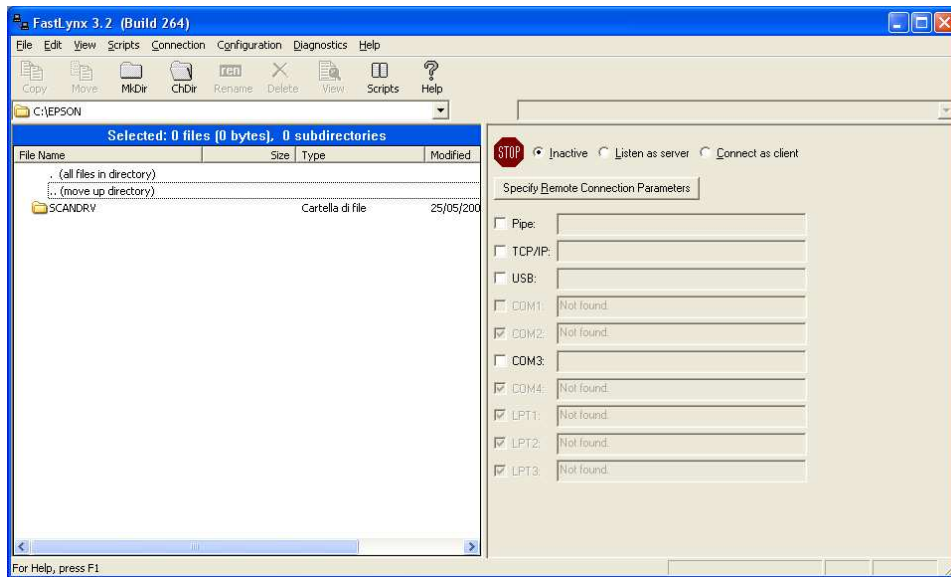 FastLynx 3.2 (Build 264)
File Edit View Scripts Connection Configuration Diagnostics Help
Copy Move MkDir ChDir Rename Delete View Scripts Help
C:\EPSON
Selected: 0 files (0 bytes), 0 subdirectories
File Name Size Type Modified
. (all files in directory)
.. (move up directory)
SCANDRV Cartella di file 25/05/200
STOP Inactive Listen as server Connect as client
Specify Remote Connection Parameters
Pipe:
TCP/IP:
USB:
COM1: Not found.
COM2: Not found.
COM3:
COM4: Not found.
LPT1: Not found.
LPT2: Not found.
LPT3: Not found.
For Help, press F1